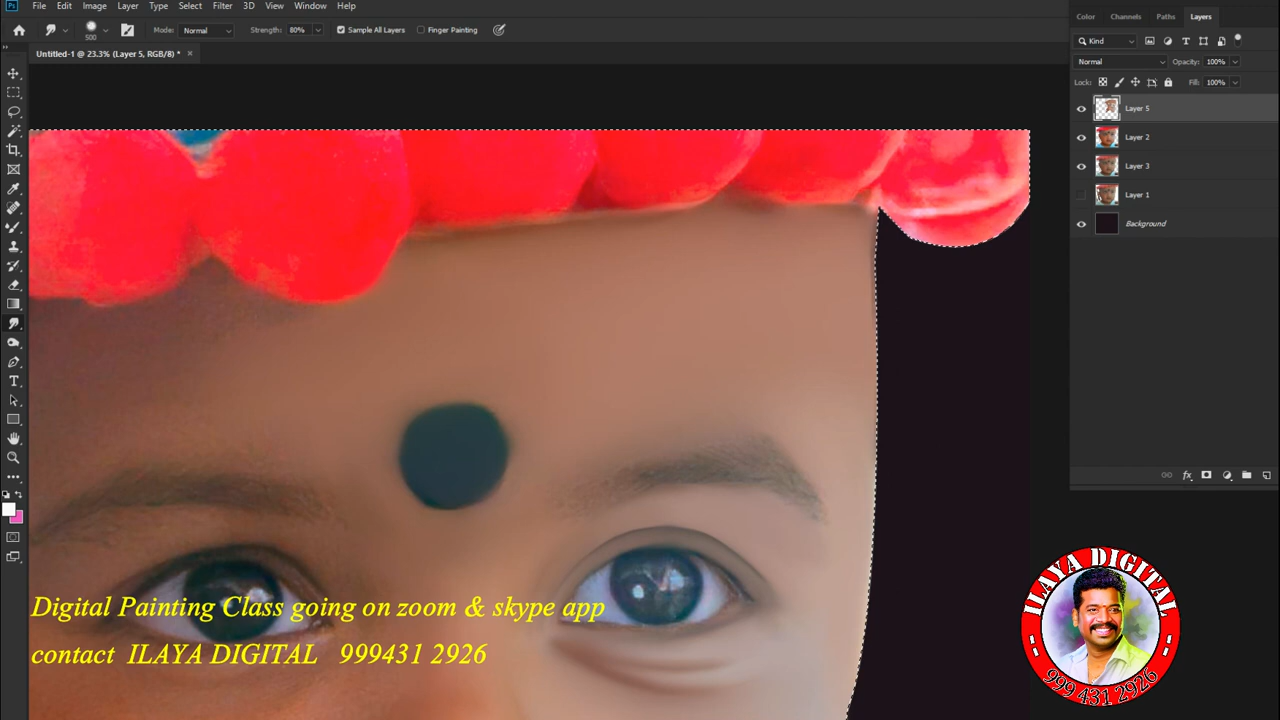 Ps File Edit Image Layer Type Select Filter 3D View Window Help
500 Mode: Normal Strength: 80% Sample All Layers Finger Painting
Untitled-1 @ 23.3% (Layer 5, RGB/8) * ×
Color Channels Paths Layers
Kind
Normal Opacity: 100%
Lock: Fill: 100%
Layer 5
Layer 2
Layer 3
Layer 1
Background
fx
Digital Painting Class going on zoom & skype app
contact ILAYA DIGITAL 999431 2926
ILAYA DIGITAL
999 431 2926